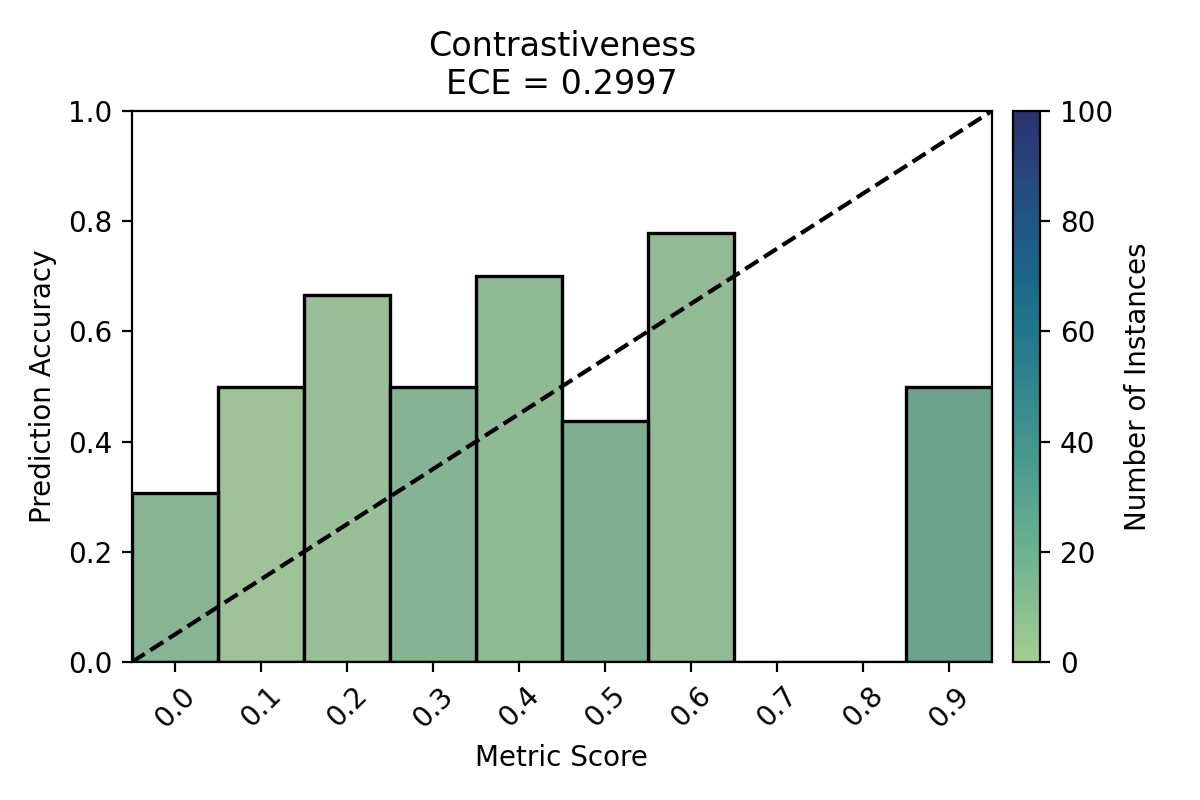 Contrastiveness
ECE = 0.2997
Prediction Accuracy
1.0
0.8
0.6
0.4
0.2
0.0
0.0 0.1 0.2 0.3 0.4 0.5 0.6 0.7 0.8 0.9
Metric Score
100
80
60
40
20
0
Number of Instances